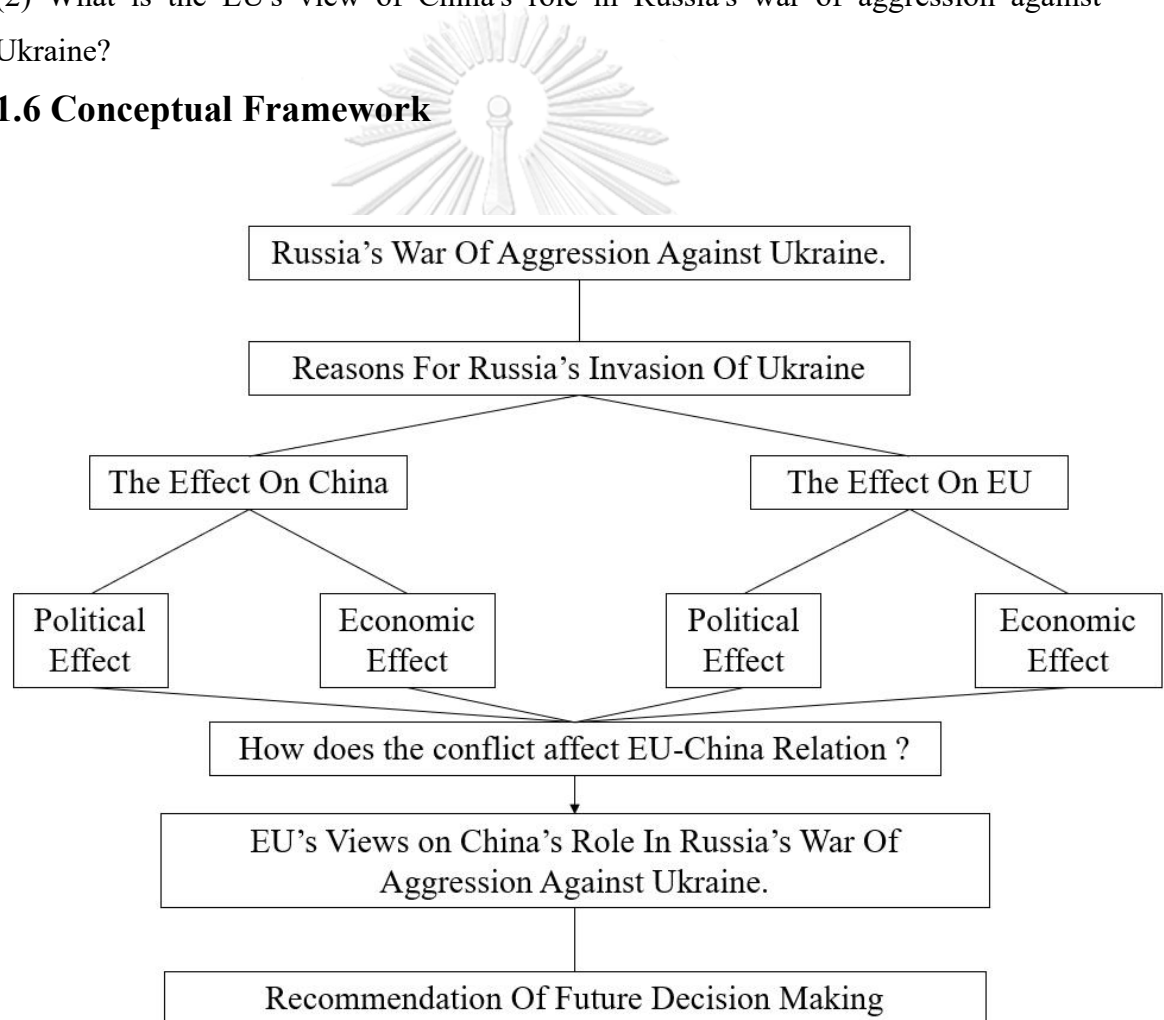 (2) What is the EU's view of China's role in Russia's war of aggression against
Ukraine?
1.6 Conceptual Framework
Russia's War Of Aggression Against Ukraine.
Reasons For Russia's Invasion Of Ukraine
The Effect On China
The Effect On EU
Political
Effect
Economic
Effect
Political
Effect
Economic
Effect
How does the conflict affect EU-China Relation ?
EU's Views on China's Role In Russia's War Of
Aggression Against Ukraine.
Recommendation Of Future Decision Making